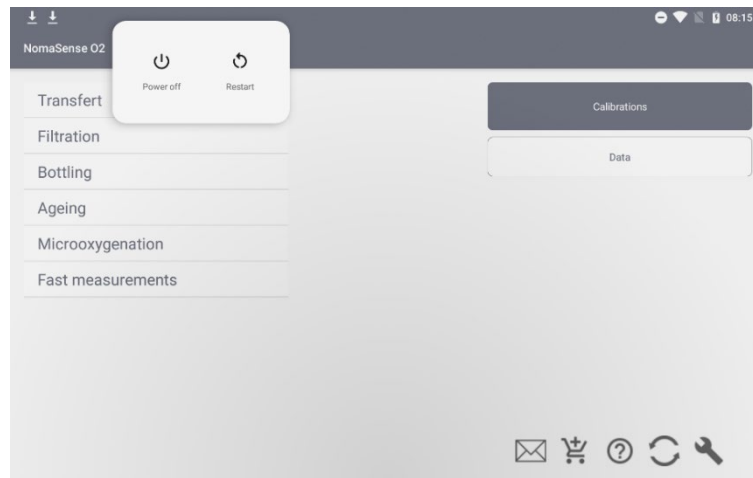 08:15
NomaSense O2
Power off
Restart
Transfert
Filtration
Bottling
Ageing
Microoxygenation
Fast measurements
Calibrations
Data